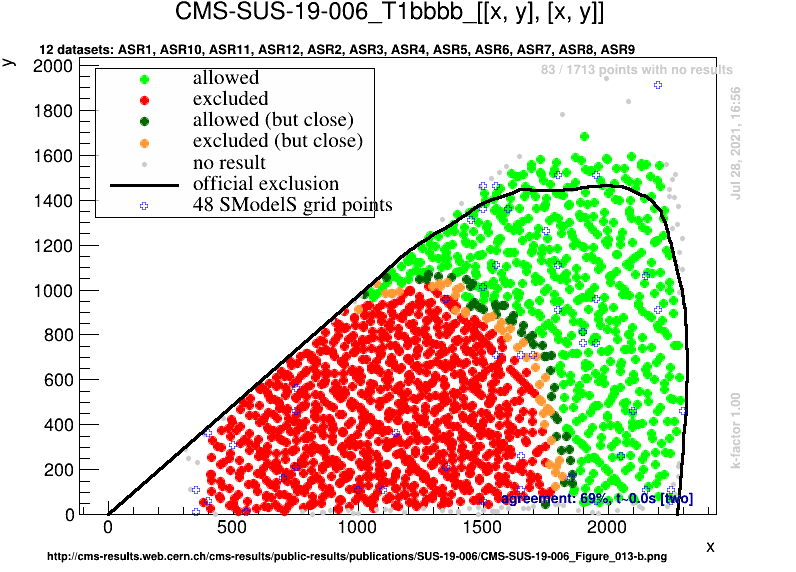 CMS-SUS-19-006_T1bbbb_[[x, y], [x, y]]
12 datasets: ASR1, ASR10, ASR11, ASR12, ASR2, ASR3, ASR4, ASR5, ASR6, ASR7, ASR8, ASR9
y
83 / 1713 points with no results
allowed
excluded
allowed (but close)
excluded (but close)
no result
official exclusion
48 SModelS grid points
2000
1800
1600
1400
1200
1000
800
600
400
200
0
0
500
1000
1500
2000
x
agreement: 69%, t~0.0s [two]
Jul 28, 2021, 16:56
k-factor 1.00
http://cms-results.web.cern.ch/cms-results/public-results/publications/SUS-19-006/CMS-SUS-19-006_Figure_013-b.png